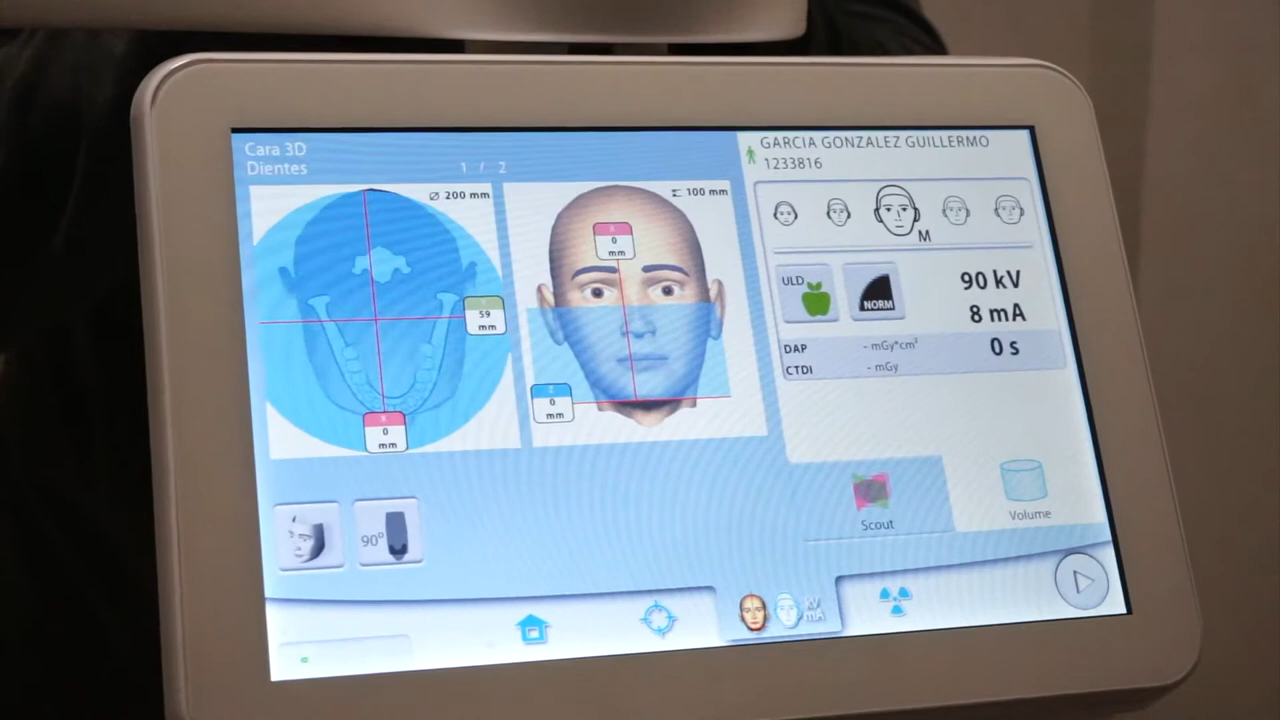 Cara 3D
Dientes
1 / 2
Ø 200 mm
59
mm
X
0
mm
100 mm
X
0
mm
Z
0
mm
GARCIA GONZALEZ GUILLERMO
1233816
M
ULD
NORM
90 kV
8 mA
0 s
DAP - mGy*cm²
CTDI - mGy
Scout
Volume
90°
kV
mA